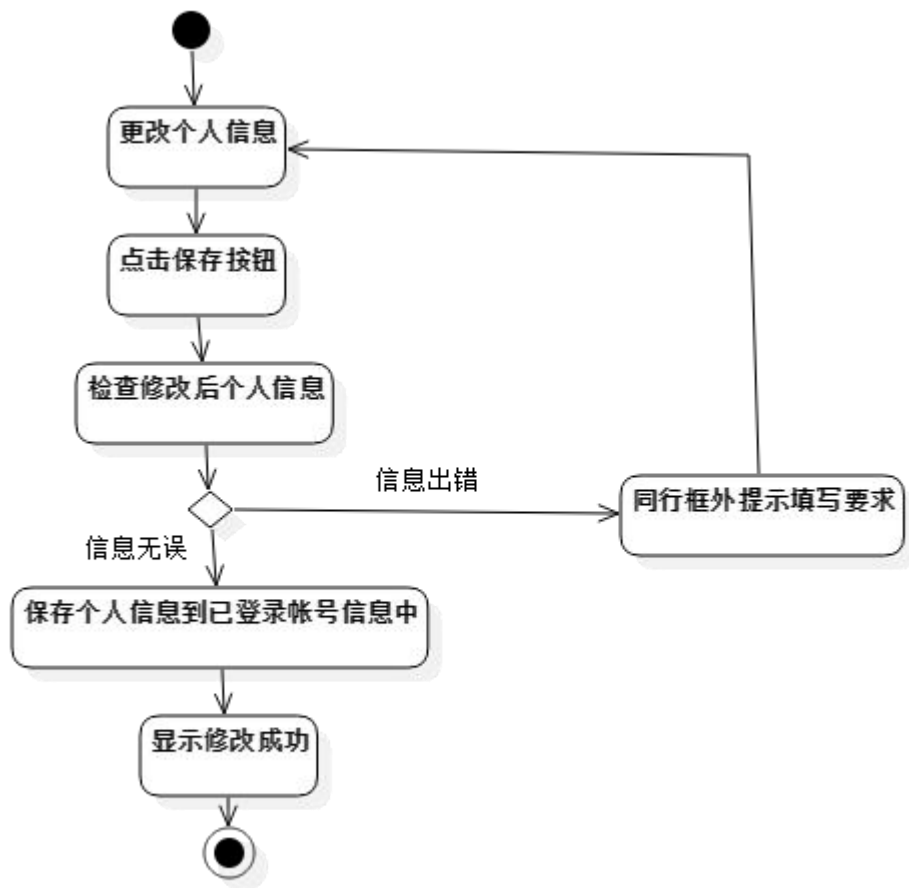 更改个人信息
点击保存按钮
检查修改后个人信息
信息出错
同行框外提示填写要求
信息无误
保存个人信息到已登录帐号信息中
显示修改成功